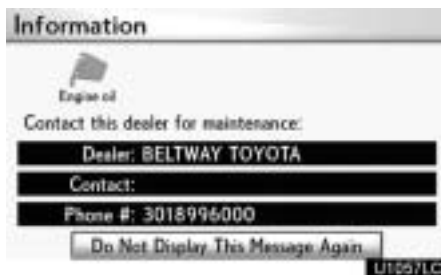 Information
Engine oil
Contact this dealer for maintenance:
Dealer: BELTWAY TOYOTA
Contact:
Phone #: 3018996000
Do Not Display This Message Again
U1057LC